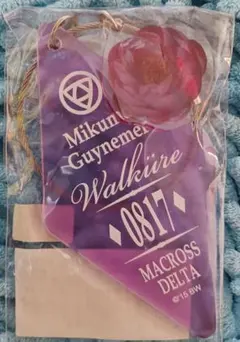 Mikumo
Guynemer
Walküre
0817
MACROSS
DELTA
©'15 BW